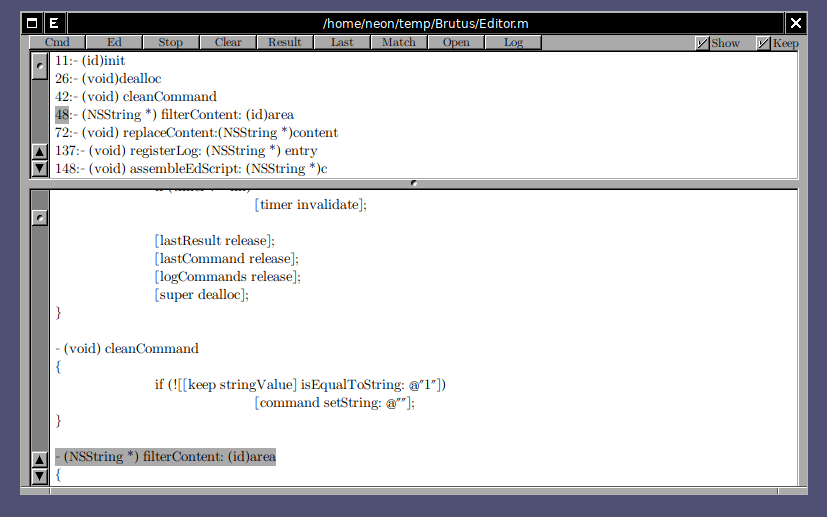 E /home/neon/temp/Brutus/Editor.m
Cmd Ed Stop Clear Result Last Match Open Log Show Keep
11:- (id)init
26:- (void)dealloc
42:- (void) cleanCommand
48:- (NSString *) filterContent: (id)area
72:- (void) replaceContent:(NSString *)content
137:- (void) registerLog: (NSString *) entry
148:- (void) assembleEdScript: (NSString *)c
[timer invalidate];
[lastResult release];
[lastCommand release];
[logCommands release];
[super dealloc];
}
- (void) cleanCommand
{
if (![[keep stringValue] isEqualToString: @"1"])
[command setString: @""];
}
- (NSString *) filterContent: (id)area
{